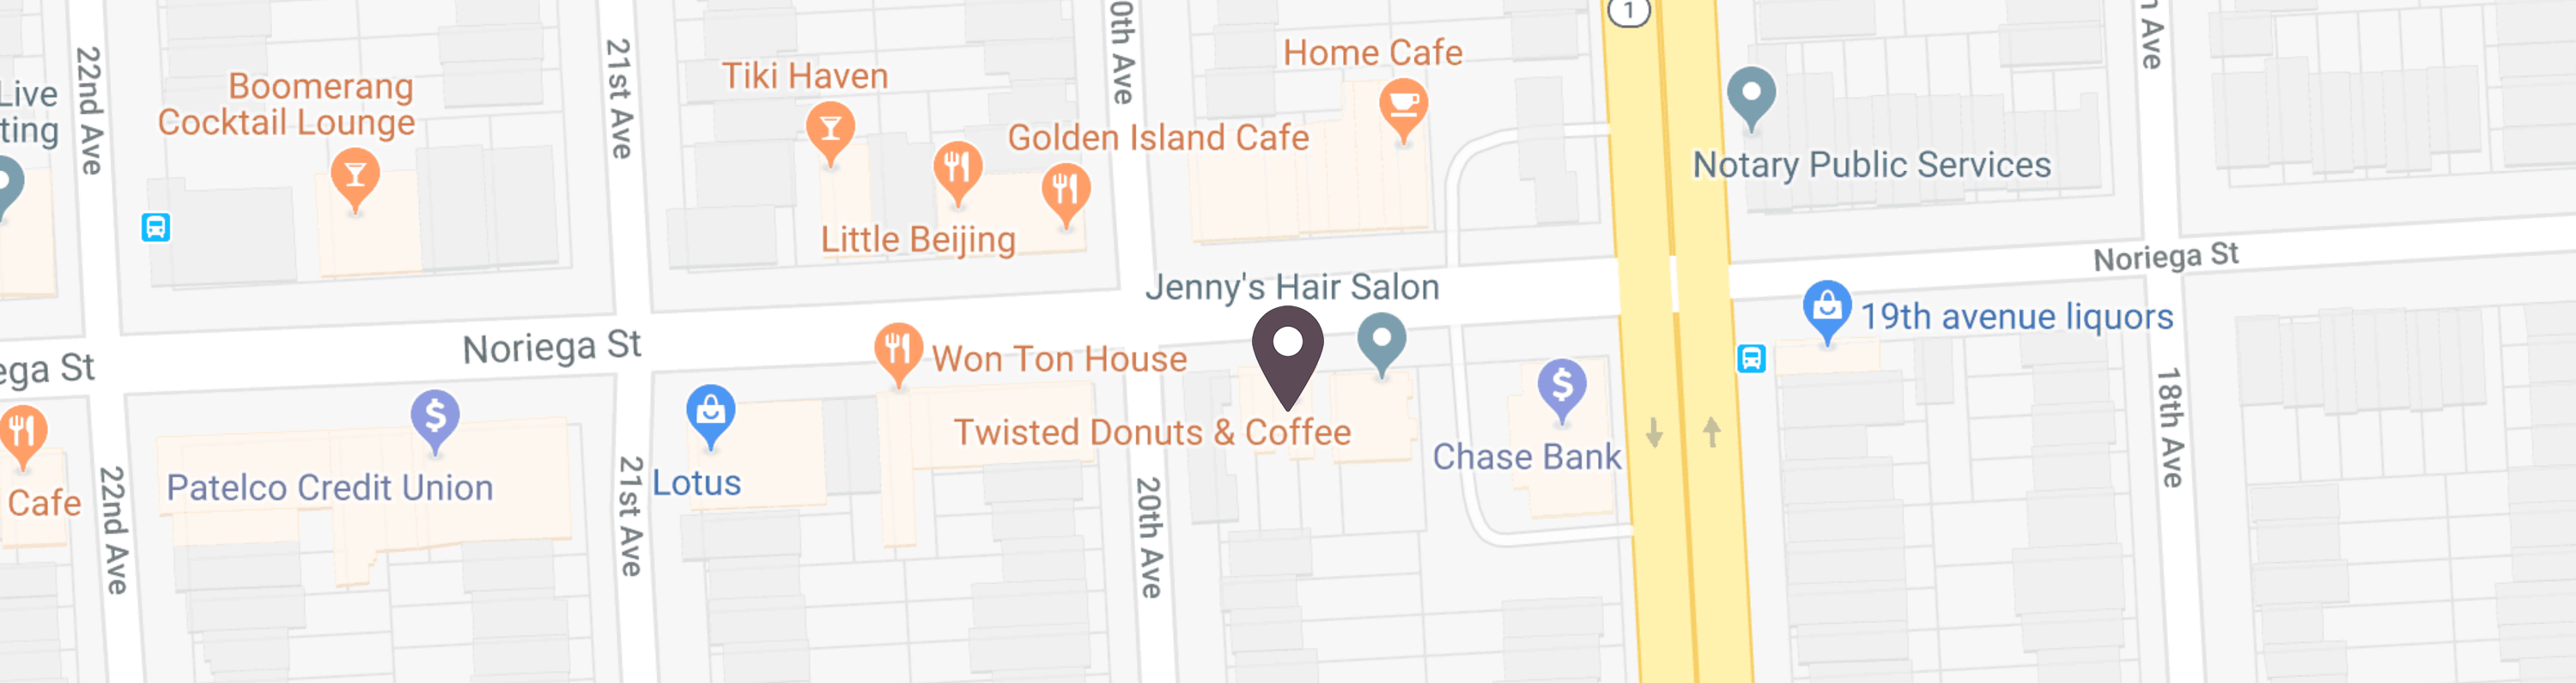 1
0th Ave
22nd Ave
21st Ave
Ave
Home Cafe
Tiki Haven
Boomerang
Cocktail Lounge
Live
ting
Golden Island Cafe
Notary Public Services
Little Beijing
Noriega St
Jenny's Hair Salon
19th avenue liquors
Noriega St
ega St
Won Ton House
Twisted Donuts & Coffee
Chase Bank
18th Ave
Patelco Credit Union
$
$
Lotus
Cafe
22nd Ave
21st Ave
20th Ave